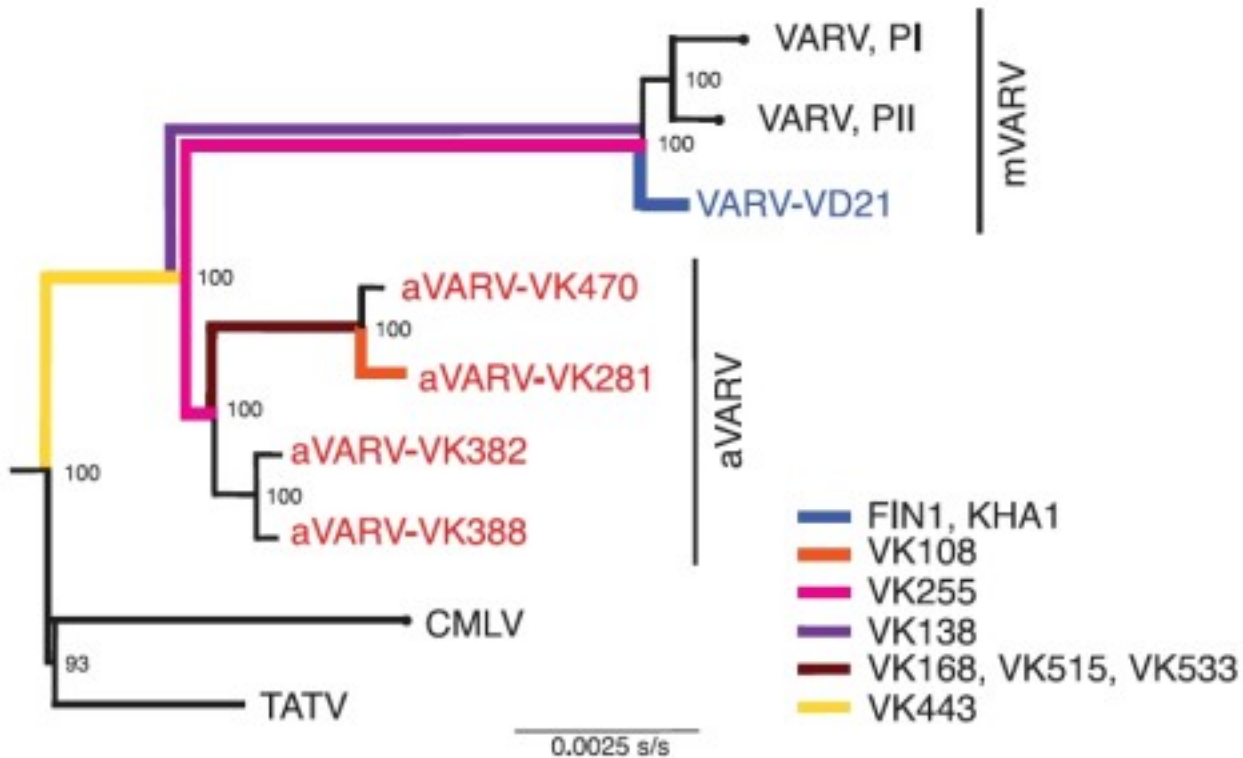 VARV, PI
100
VARV, PII
100
mVARV
VARV-VD21
100
aVARV-VK470
100
aVARV-VK281
aVARV
100
aVARV-VK382
100
100
aVARV-VK388
FIN1, KHA1
VK108
VK255
CMLV
VK138
93
VK168, VK515, VK533
TATV
VK443
0.0025 s/s